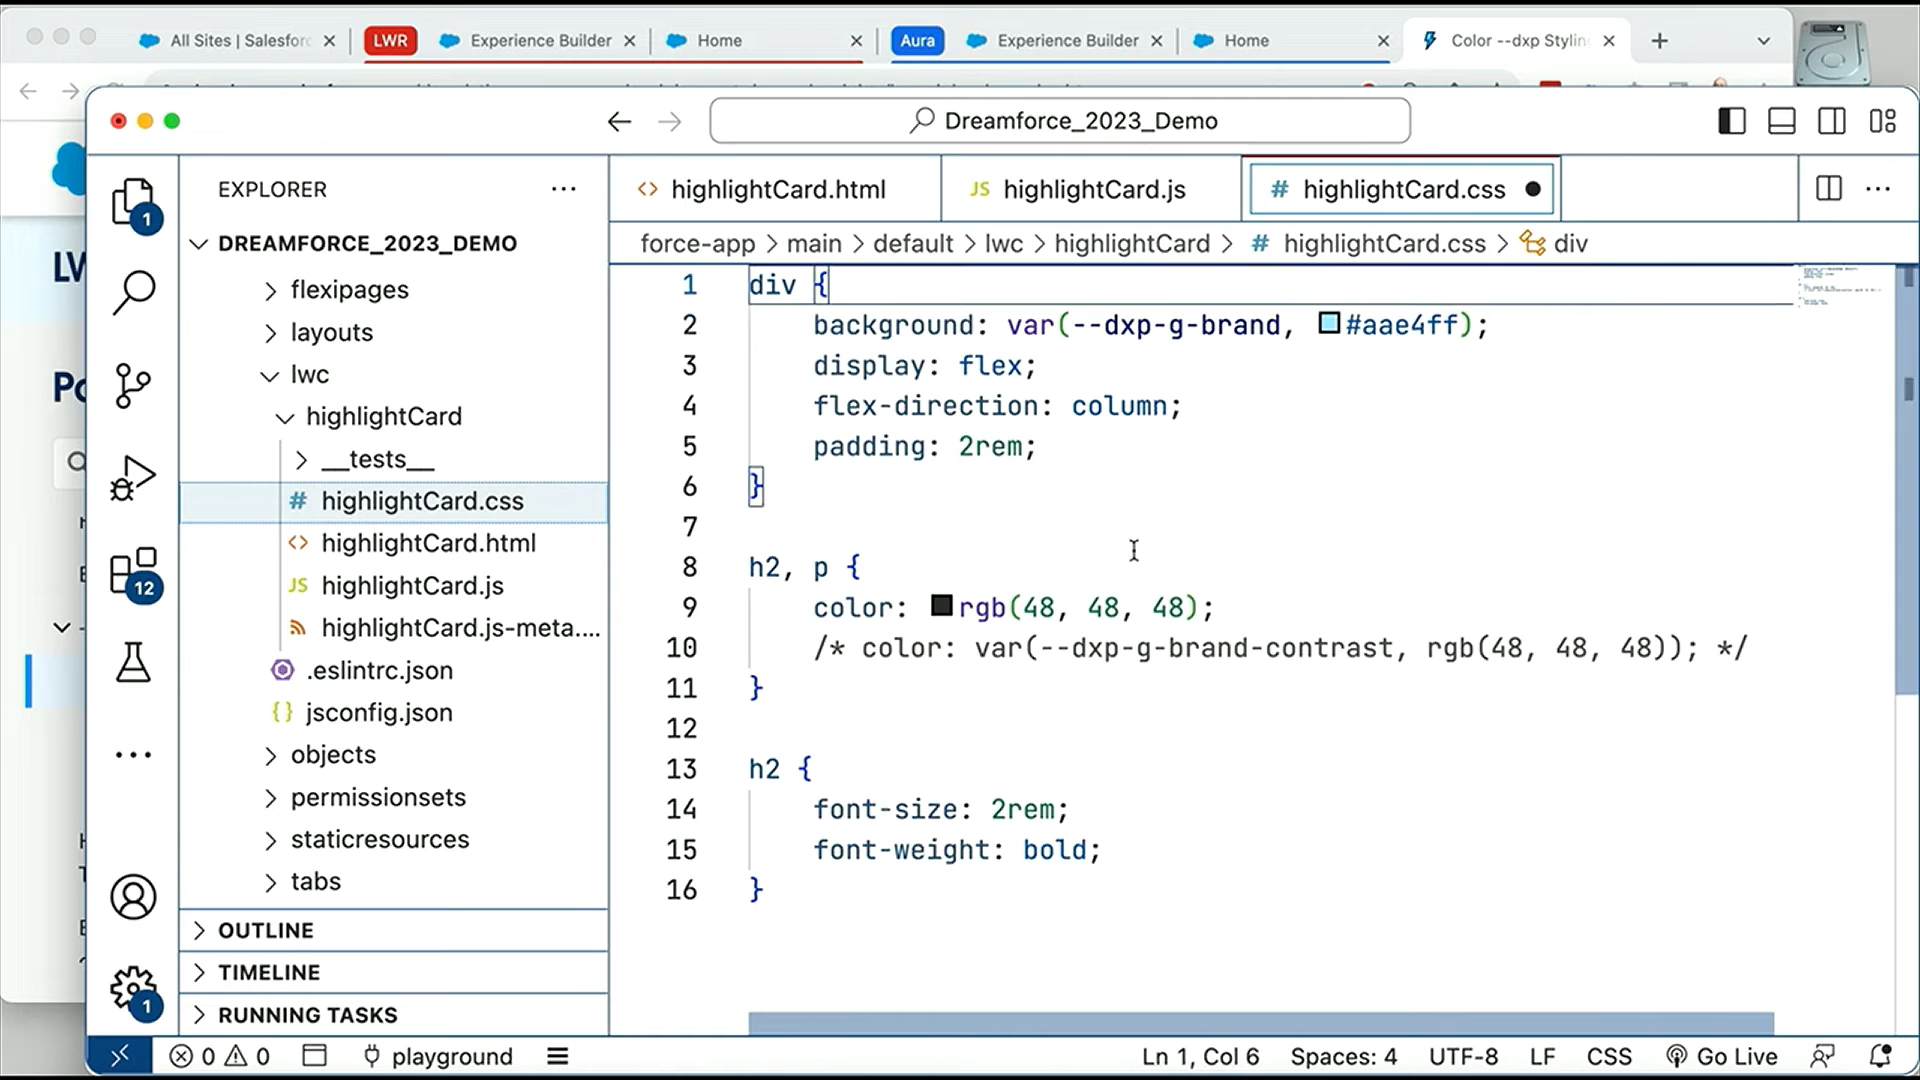 All Sites | Salesforc
LWR
Experience Builder
Home
Aura
Experience Builder
Home
Color --dxp Styling
Dreamforce_2023_Demo
EXPLORER
DREAMFORCE_2023_DEMO
flexipages
layouts
lwc
highlightCard
__tests__
highlightCard.css
highlightCard.html
highlightCard.js
highlightCard.js-meta....
.eslintrc.json
jsconfig.json
objects
permissionsets
staticresources
tabs
OUTLINE
TIMELINE
RUNNING TASKS
1
12
1
highlightCard.html
JS highlightCard.js
# highlightCard.css
force-app > main > default > lwc > highlightCard > # highlightCard.css > div
1 div {
2 background: var(--dxp-g-brand, #aae4ff);
3 display: flex;
4 flex-direction: column;
5 padding: 2rem;
6 }
7
8 h2, p {
9 color: rgb(48, 48, 48);
10 /* color: var(--dxp-g-brand-contrast, rgb(48, 48, 48)); */
11 }
12
13 h2 {
14 font-size: 2rem;
15 font-weight: bold;
16 }
0 0 playground
Ln 1, Col 6 Spaces: 4 UTF-8 LF CSS Go Live